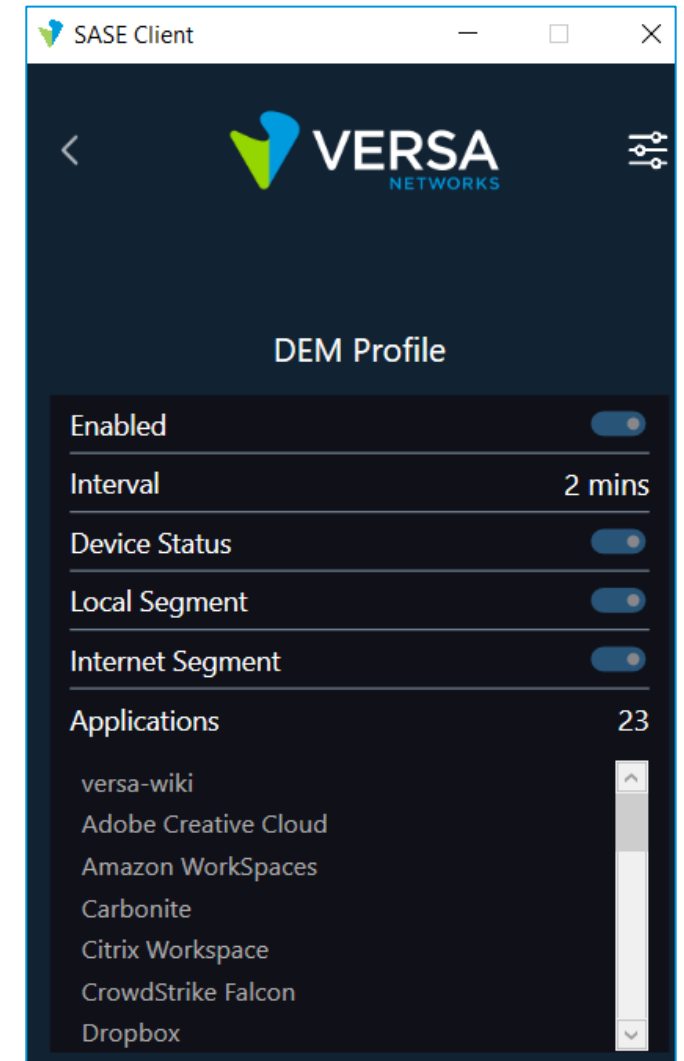 SASE Client
VERSA
NETWORKS
DEM Profile
Enabled
Interval 2 mins
Device Status
Local Segment
Internet Segment
Applications 23
versa-wiki
Adobe Creative Cloud
Amazon WorkSpaces
Carbonite
Citrix Workspace
CrowdStrike Falcon
Dropbox